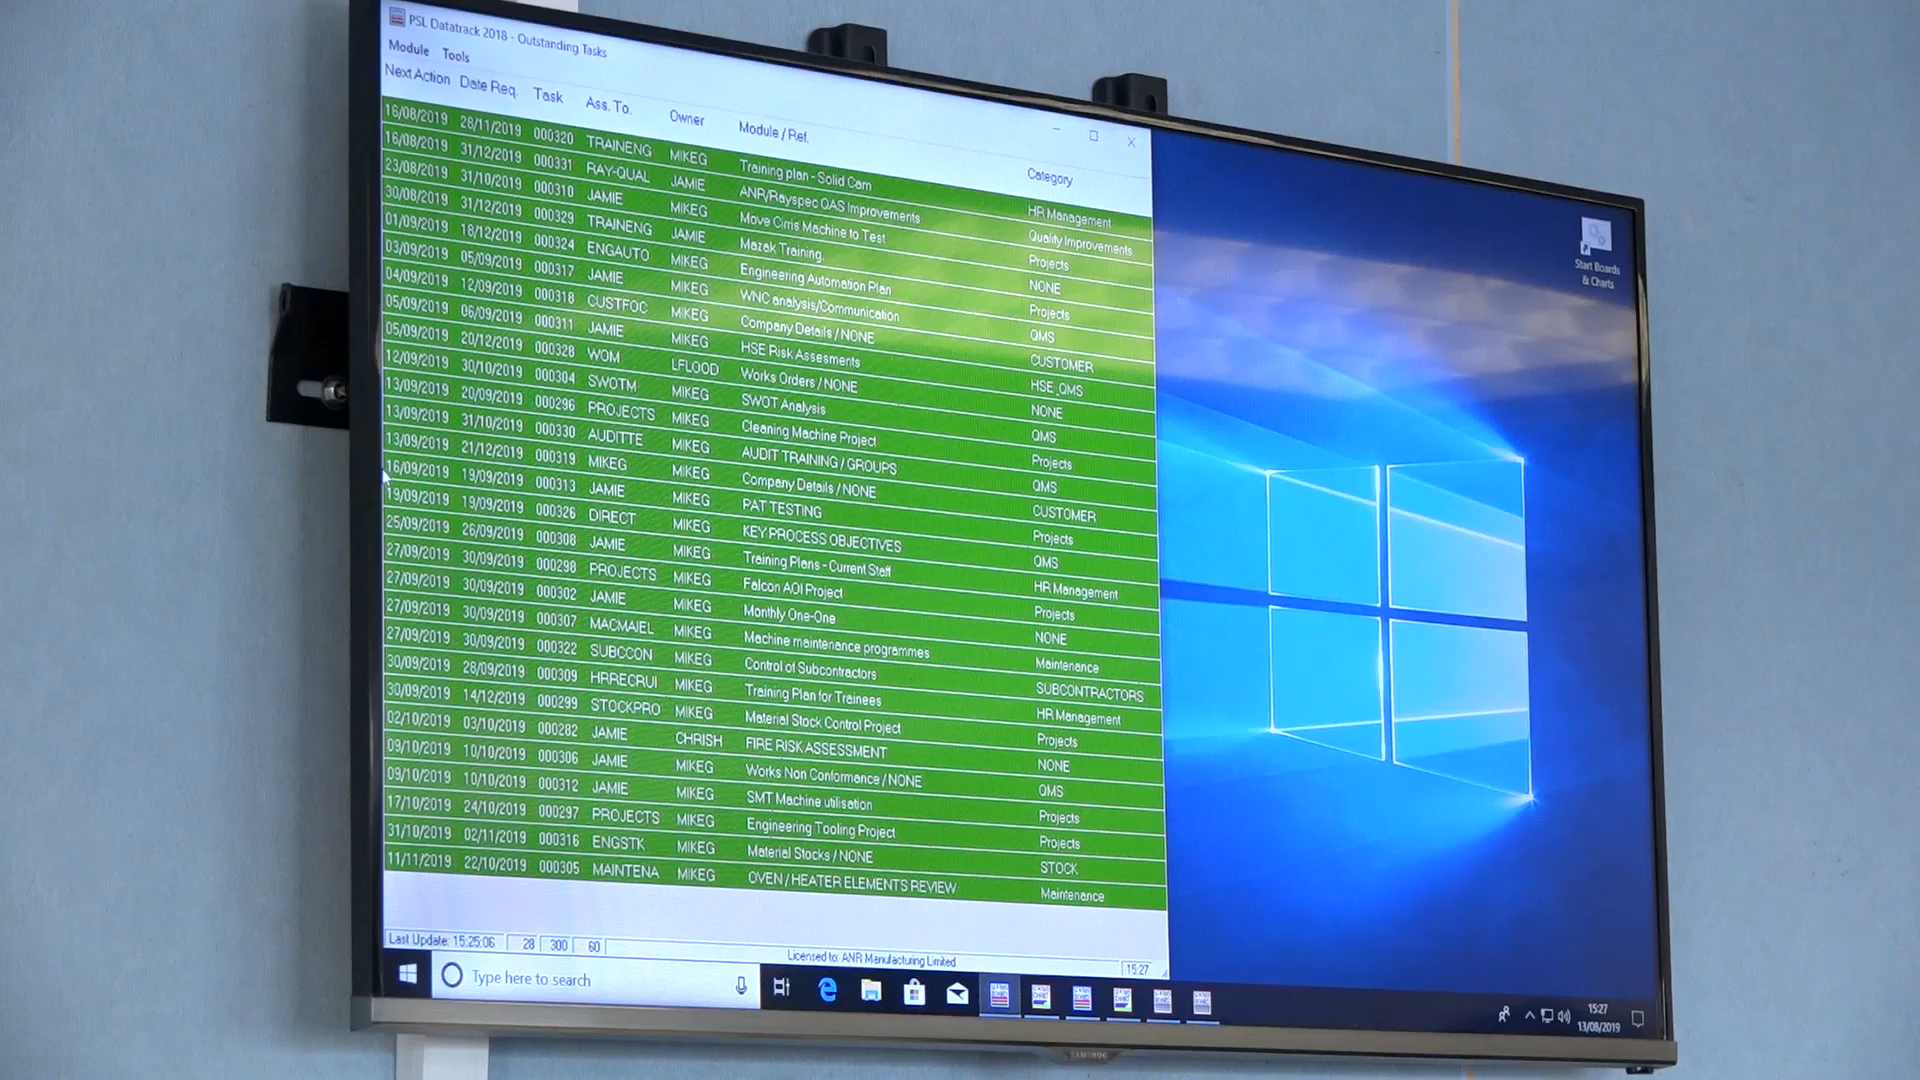 PSL Datatrack 2018 - Outstanding Tasks
Module Tools
Next Action Date Req. Task Ass. To. Owner Module / Ref. Category
16/08/2019 28/11/2019 000320 TRAINENG MIKEG Training plan - Solid Cam HR Management
16/08/2019 31/12/2019 000331 RAY-QUAL JAMIE ANR/Rayspec QAS Improvements Quality Improvements
23/08/2019 31/10/2019 000310 JAMIE MIKEG Move Cirris Machine to Test Projects
30/08/2019 31/12/2019 000329 TRAINENG JAMIE Mazak Training. NONE
01/09/2019 18/12/2019 000324 ENGAUTO MIKEG Engineering Automation Plan Projects
03/09/2019 05/09/2019 000317 JAMIE MIKEG WNC analysis/Communication QMS
04/09/2019 12/09/2019 000318 CUSTFOC MIKEG Company Details / NONE CUSTOMER
05/09/2019 06/09/2019 000311 JAMIE MIKEG HSE Risk Assesments HSE_QMS
05/09/2019 20/12/2019 000328 WOM LFLOOD Works Orders / NONE NONE
12/09/2019 30/10/2019 000304 SWOTM MIKEG SWOT Analysis QMS
13/09/2019 20/09/2019 000296 PROJECTS MIKEG Cleaning Machine Project Projects
13/09/2019 31/10/2019 000330 AUDITTE MIKEG AUDIT TRAINING / GROUPS QMS
13/09/2019 21/12/2019 000319 MIKEG MIKEG Company Details / NONE CUSTOMER
16/09/2019 19/09/2019 000313 JAMIE MIKEG PAT TESTING Projects
19/09/2019 19/09/2019 000326 DIRECT MIKEG KEY PROCESS OBJECTIVES QMS
25/09/2019 26/09/2019 000308 JAMIE MIKEG Training Plans - Current Staff HR Management
27/09/2019 30/09/2019 000298 PROJECTS MIKEG Falcon AOI Project Projects
27/09/2019 30/09/2019 000302 JAMIE MIKEG Monthly One-One NONE
27/09/2019 30/09/2019 000307 MACMAIEL MIKEG Machine maintenance programmes Maintenance
27/09/2019 30/09/2019 000322 SUBCCON MIKEG Control of Subcontractors SUBCONTRACTORS
30/09/2019 28/09/2019 000309 HRRECRUI MIKEG Training Plan for Trainees HR Management
30/09/2019 14/12/2019 000299 STOCKPRO MIKEG Material Stock Control Project Projects
02/10/2019 03/10/2019 000282 JAMIE CHRISH FIRE RISK ASSESSMENT NONE
09/10/2019 10/10/2019 000306 JAMIE MIKEG Works Non Conformance / NONE QMS
09/10/2019 10/10/2019 000312 JAMIE MIKEG SMT Machine utilisation Projects
17/10/2019 24/10/2019 000297 PROJECTS MIKEG Engineering Tooling Project Projects
31/10/2019 02/11/2019 000316 ENGSTK MIKEG Material Stocks / NONE STOCK
11/11/2019 22/10/2019 000305 MAINTENA MIKEG OVEN / HEATER ELEMENTS REVIEW Maintenance
Last Update: 15:25:06 28 300 60 Licensed to: ANR Manufacturing Limited 15:27
Start Boards
& Charts
Type here to search
15:27
13/08/2019
SAMSUNG